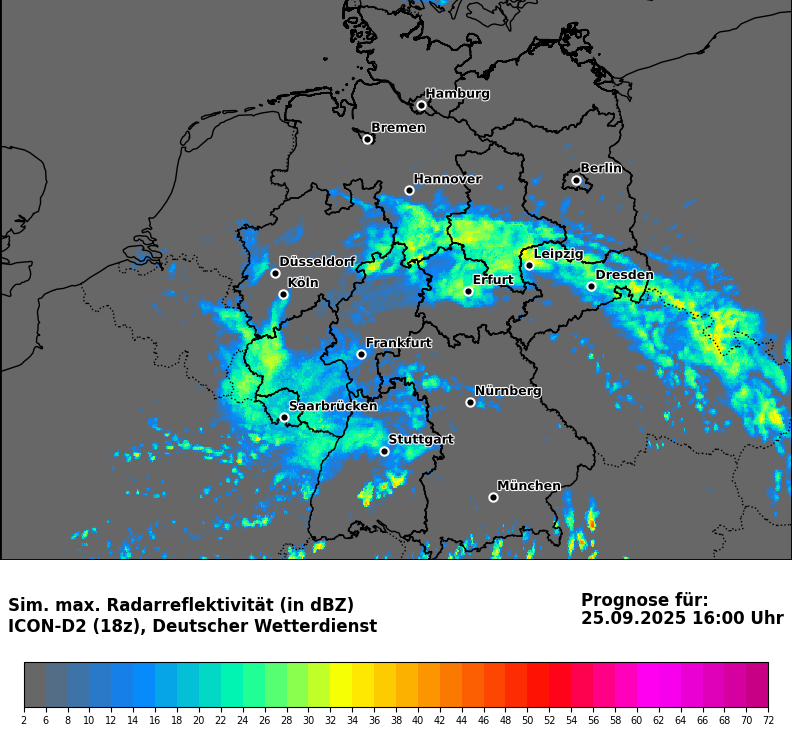 Hamburg
Bremen
Berlin
Hannover
Düsseldorf
Köln
Leipzig
Erfurt
Dresden
Frankfurt
Nürnberg
Saarbrücken
Stuttgart
München
Sim. max. Radarreflektivität (in dBZ)
ICON-D2 (18z), Deutscher Wetterdienst
Prognose für:
25.09.2025 16:00 Uhr
2 6 8 10 12 14 16 18 20 22 24 26 28 30 32 34 36 38 40 42 44 46 48 50 52 54 56 58 60 62 64 66 68 70 72